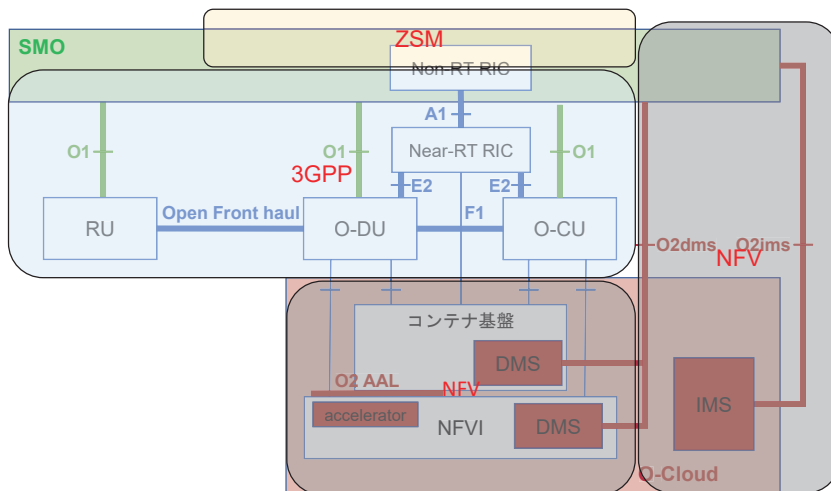 ZSM
SMO
Non-RT RIC
A1
O1
O1
Near-RT RIC
O1
3GPP
E2
E2
RU
Open Front haul
O-DU
F1
O-CU
O2dms
O2ims
NFV
コンテナ基盤
DMS
O2 AAL
NFV
IMS
accelerator
NFVI
DMS
O-Cloud